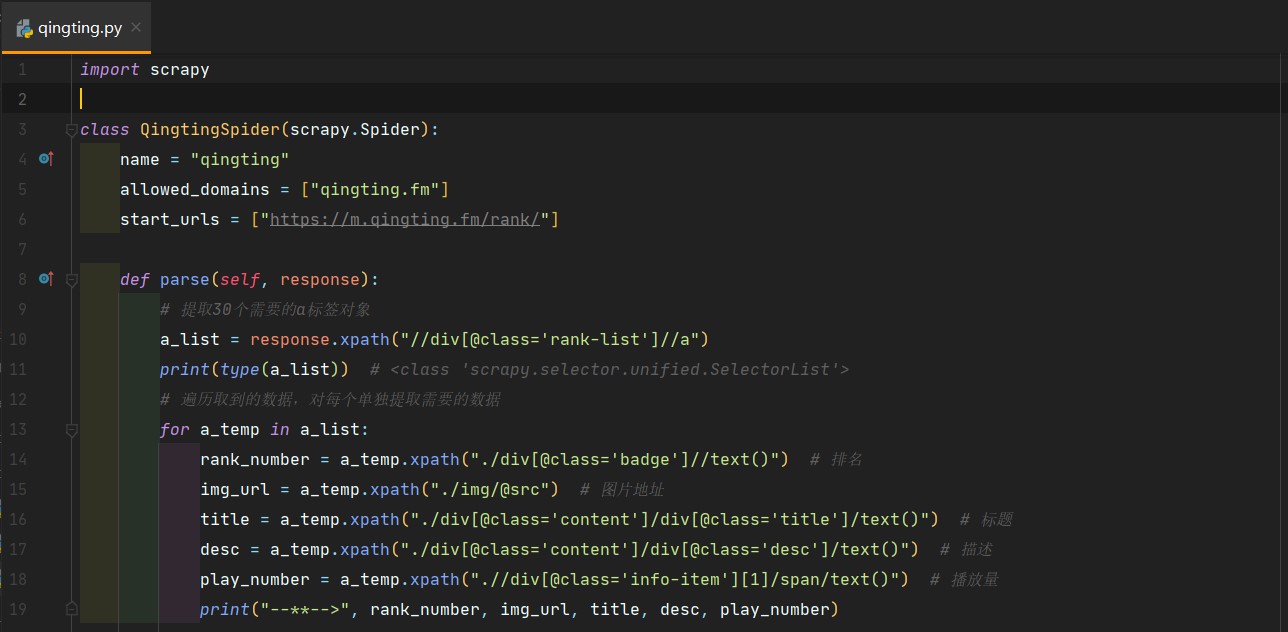 qingting.py
1 import scrapy
2
3 class QingtingSpider(scrapy.Spider):
4     name = "qingting"
5     allowed_domains = ["qingting.fm"]
6     start_urls = ["https://m.qingting.fm/rank/"]
7
8     def parse(self, response):
9         # 提取30个需要的a标签对象
10         a_list = response.xpath("//div[@class='rank-list']//a")
11         print(type(a_list))  # <class 'scrapy.selector.unified.SelectorList'>
12         # 遍历取到的数据，对每个单独提取需要的数据
13         for a_temp in a_list:
14             rank_number = a_temp.xpath("./div[@class='badge']//text()")  # 排名
15             img_url = a_temp.xpath("./img/@src")  # 图片地址
16             title = a_temp.xpath("./div[@class='content']/div[@class='title']/text()")  # 标题
17             desc = a_temp.xpath("./div[@class='content']/div[@class='desc']/text()")  # 描述
18             play_number = a_temp.xpath(".//div[@class='info-item'][1]/span/text()")  # 播放量
19             print("--**-->", rank_number, img_url, title, desc, play_number)